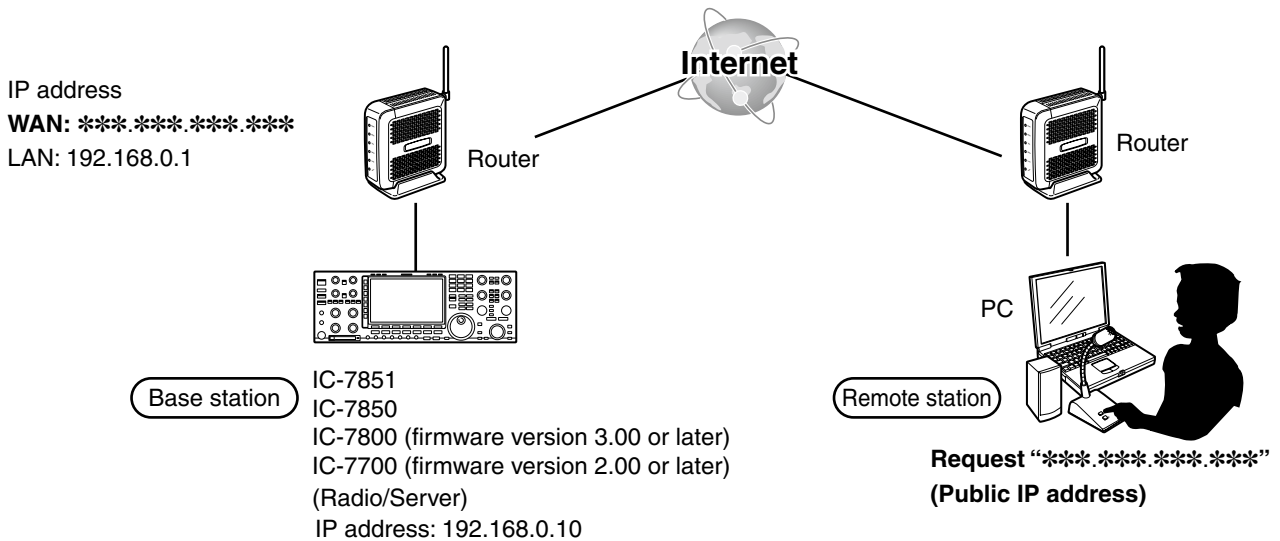 Internet
IP address
WAN: ***.***.***.***
LAN: 192.168.0.1
Router
Router
PC
Base station
IC-7851
IC-7850
IC-7800 (firmware version 3.00 or later)
IC-7700 (firmware version 2.00 or later)
(Radio/Server)
IP address: 192.168.0.10
Remote station
Request “***.***.***.***”
(Public IP address)